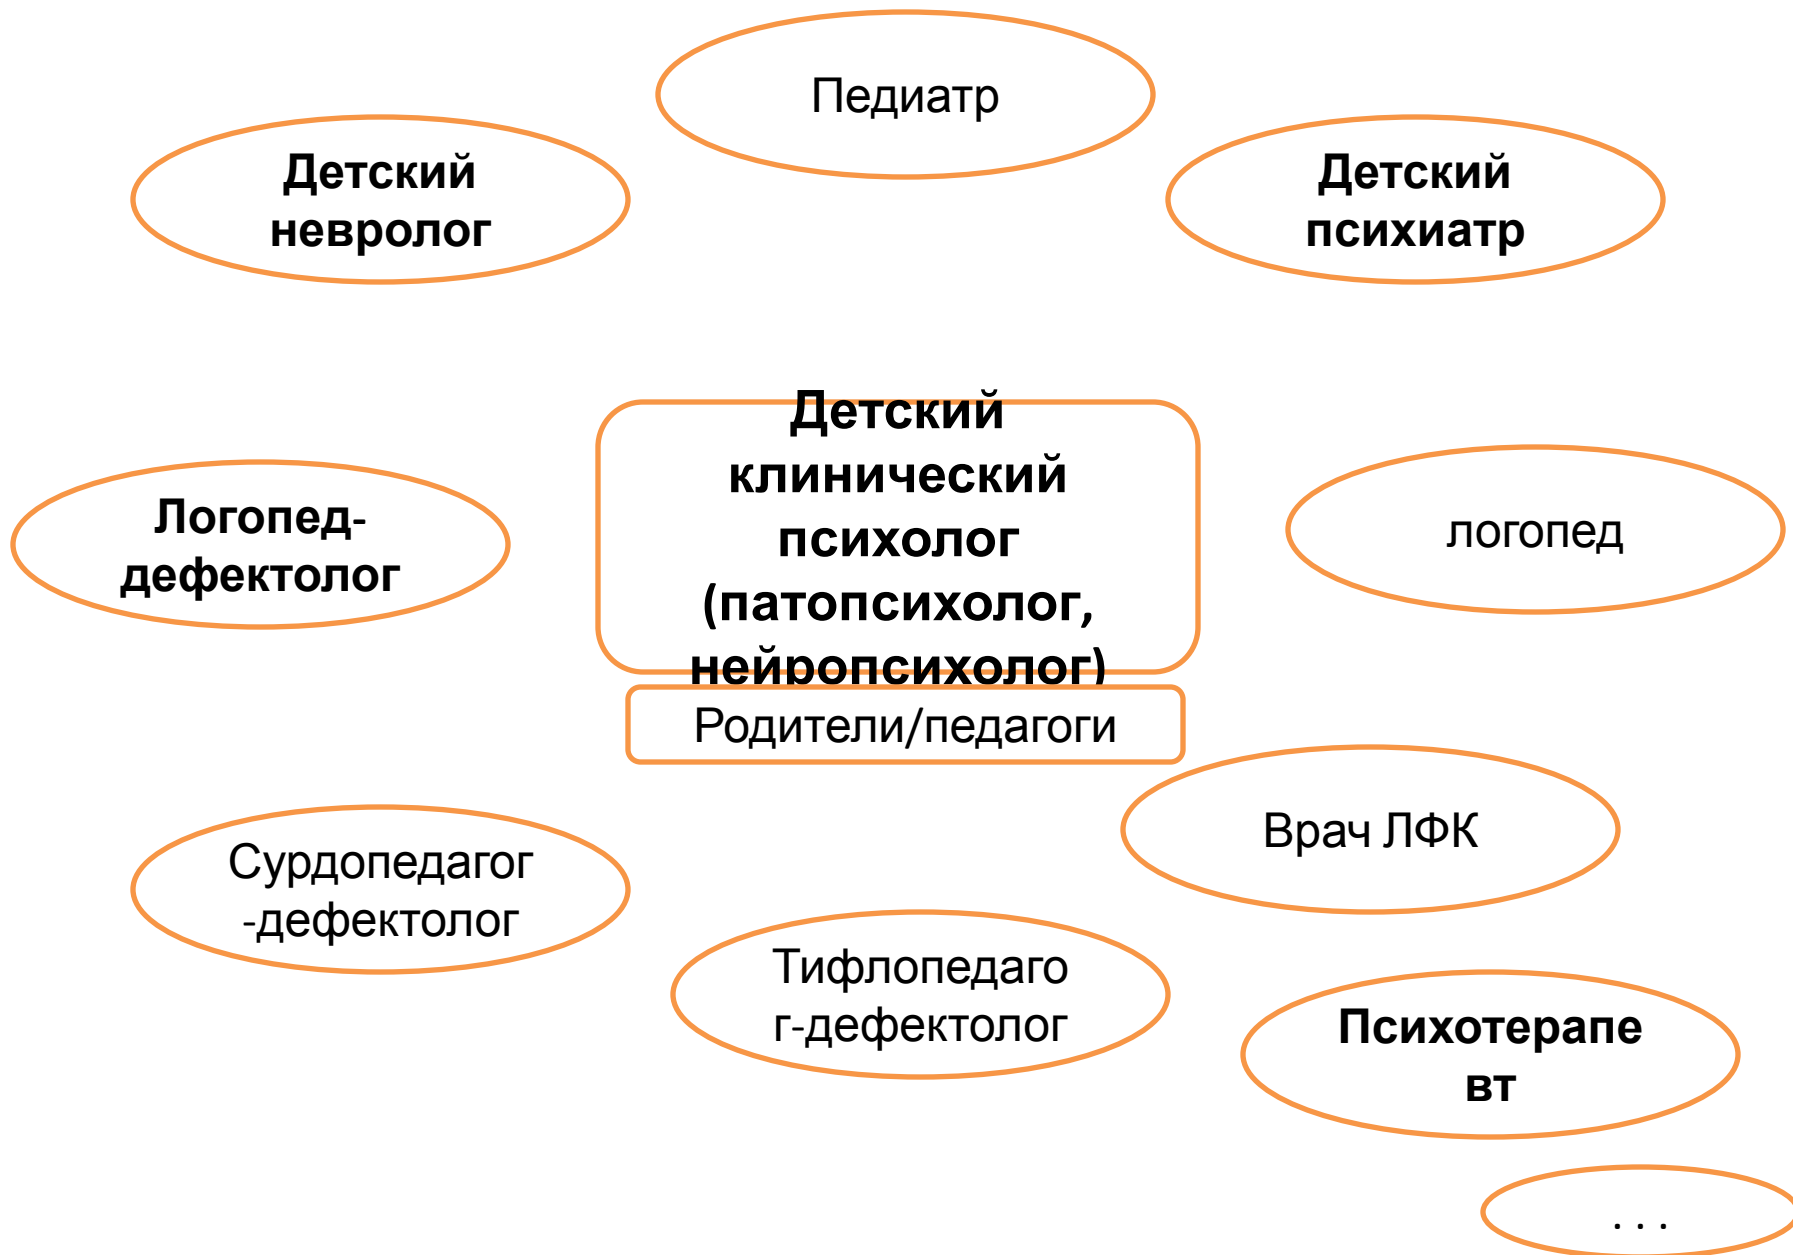 Педиатр
Детский
невролог
Детский
психиатр
Детский
клинический
психолог
(патопсихолог,
нейропсихолог)
Логопед-
дефектолог
логопед
Родители/педагоги
Врач ЛФК
Сурдопедагог
-дефектолог
Тифлопедаго
г-дефектолог
Психотерапе
вт
. . .